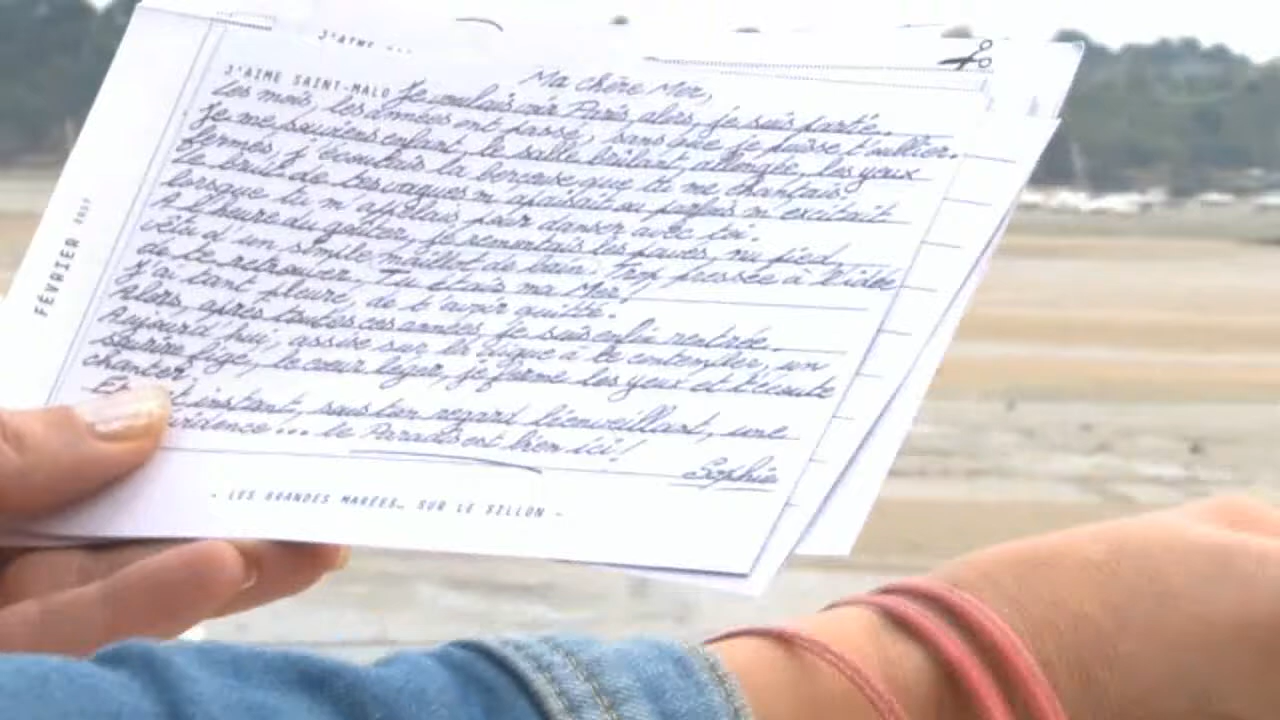 J'AIME ...
J'AIME SAINT-MALO
Ma chère Mer,
Je voulais voir Paris alors je suis partie.
Les mois, les années ont passé, sans que je puisse t'oublier.
Je me souviens enfant, le sable brûlant, allongée, les yeux
fermés, j'écoutais la berceuse que tu me chantais.
Le bruit de tes vagues m'apaisait ou parfois m'excitait
lorsque tu m'appelais pour danser avec toi.
A l'heure du goûter, je remontais les pavés, nu pied
vêtu d'un simple maillot de bain. Trop pressée à l'idée
de te retrouver. Tu étais ma Mer,
J'ai tant pleuré, de t'avoir quitté.
Alors après toutes ces années je suis enfin rentrée.
Aujourd'hui, assise sur la digue à te contempler, un
sourire figé, le cœur léger, je ferme les yeux et t'écoute
chanter.
instant, sous ton regard bienveillant, une
... le Paradis est bien ici!
Sophie
- LES GRANDES MARÉES... SUR LE SILLON -
FÉVRIER 2017